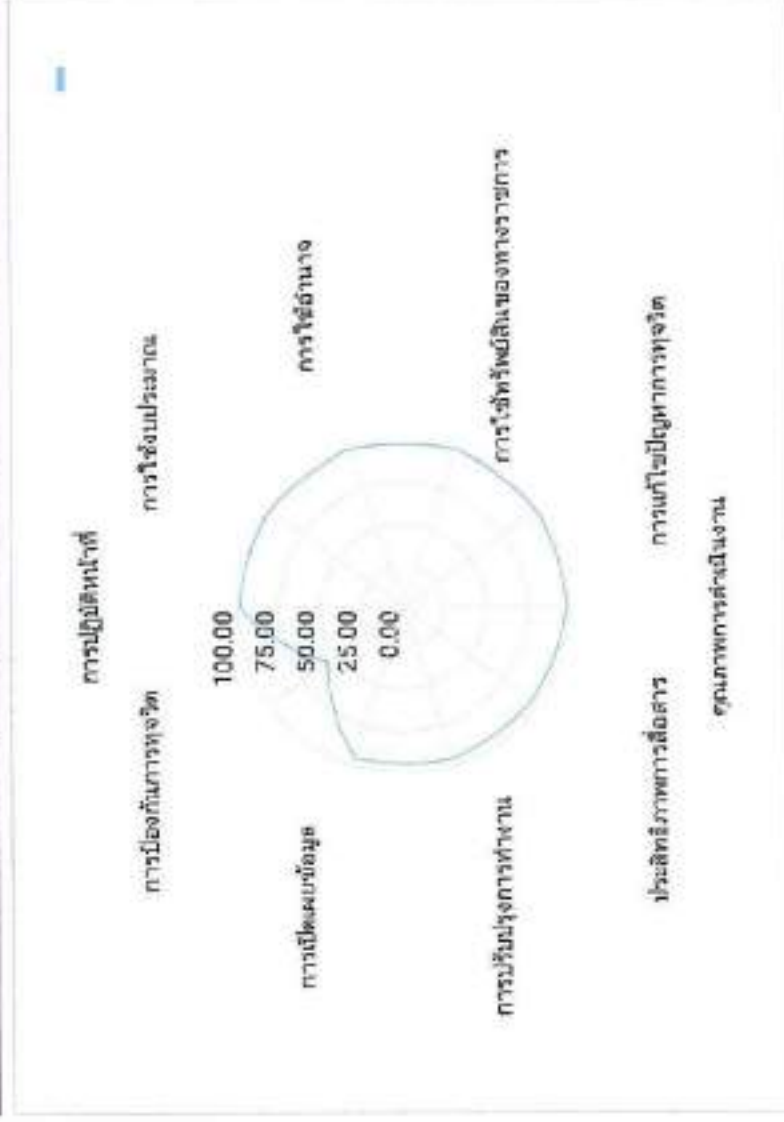 การปฏิบัติหน้าที่
การป้องกันการทุจริต
การใช้งบประมาณ
การเปิดเผยข้อมูล
การใช้อำนาจ
100.00
75.00
50.00
25.00
0.00
การปรับปรุงการทำงาน
การใช้ทรัพย์สินของทางราชการ
ประสิทธิภาพการสื่อสาร
การแก้ไขปัญหาการทุจริต
คุณภาพการดำเนินงาน